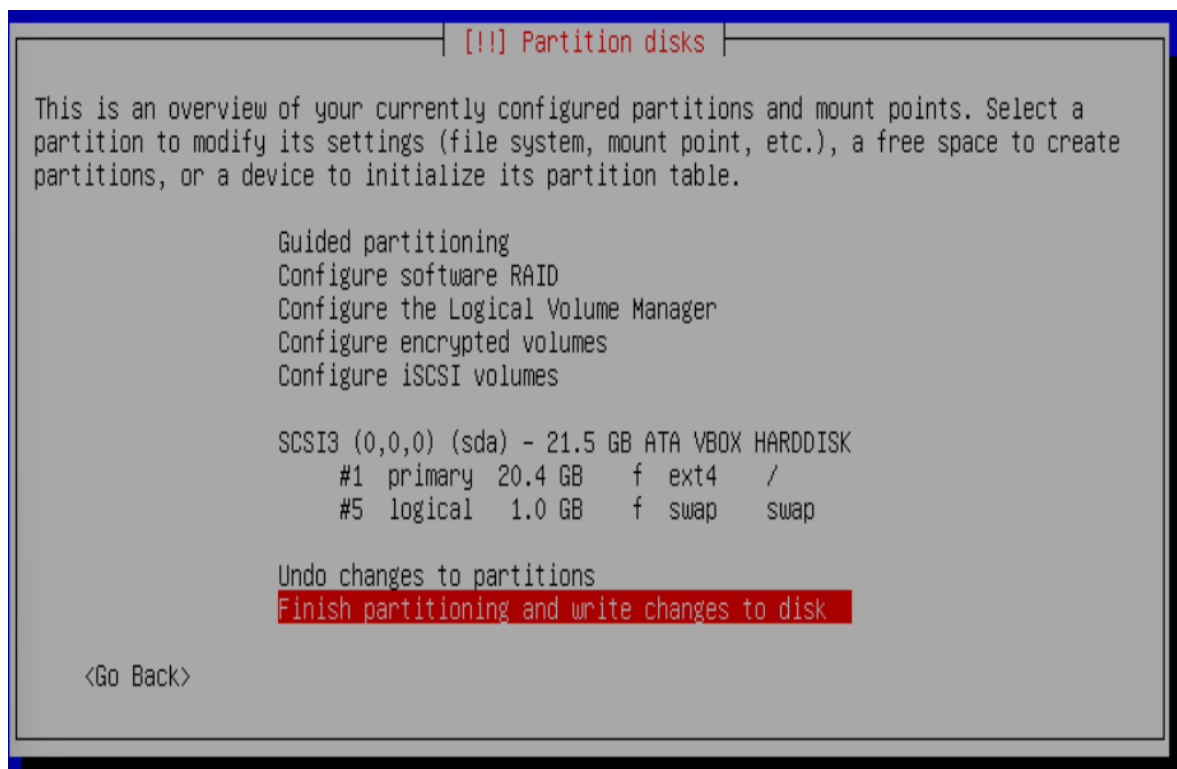 [!!] Partition disks
This is an overview of your currently configured partitions and mount points. Select a
partition to modify its settings (file system, mount point, etc.), a free space to create
partitions, or a device to initialize its partition table.
Guided partitioning
Configure software RAID
Configure the Logical Volume Manager
Configure encrypted volumes
Configure iSCSI volumes
SCSI3 (0,0,0) (sda) - 21.5 GB ATA VBOX HARDDISK
#1 primary 20.4 GB f ext4 /
#5 logical 1.0 GB f swap swap
Undo changes to partitions
Finish partitioning and write changes to disk
<Go Back>